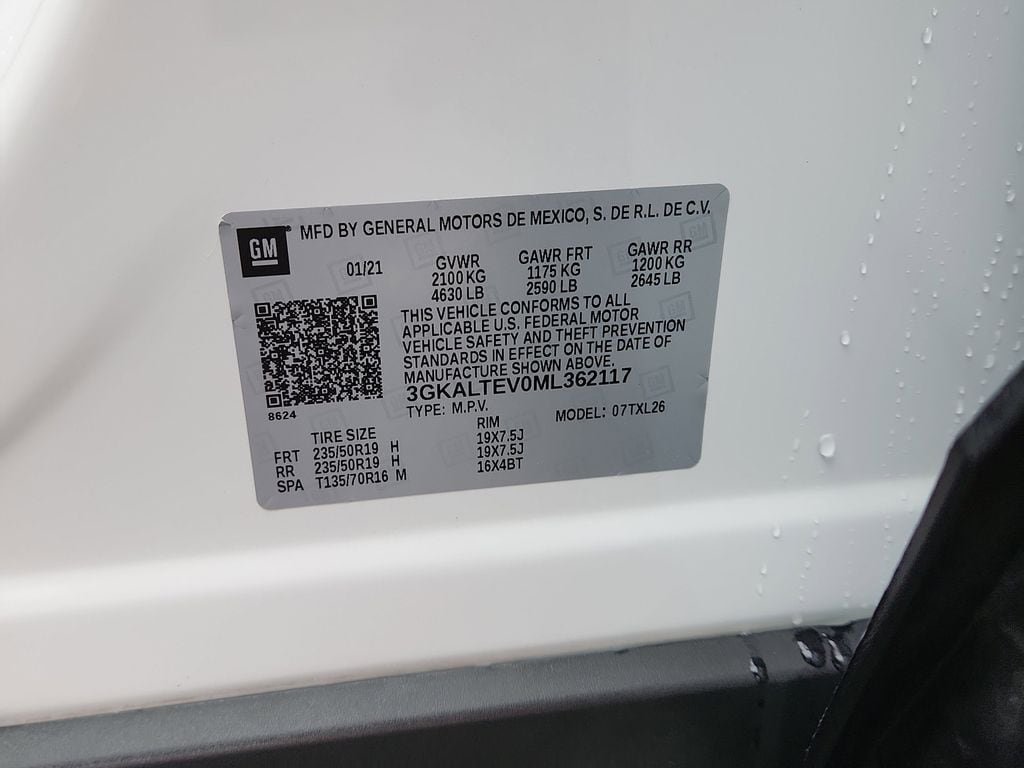 GM
MFD BY GENERAL MOTORS DE MEXICO, S. DE R.L. DE C.V.
01/21
GVWR GAWR FRT GAWR RR
2100 KG 1175 KG 1200 KG
4630 LB 2590 LB 2645 LB
THIS VEHICLE CONFORMS TO ALL
APPLICABLE U.S. FEDERAL MOTOR
VEHICLE SAFETY AND THEFT PREVENTION
STANDARDS IN EFFECT ON THE DATE OF
MANUFACTURE SHOWN ABOVE.
3GKALTEV0ML362117
8624
TYPE: M.P.V. MODEL: 07TXL26
TIRE SIZE RIM
FRT 235/50R19 H 19X7.5J
RR 235/50R19 H 19X7.5J
SPA T135/70R16 M 16X4BT